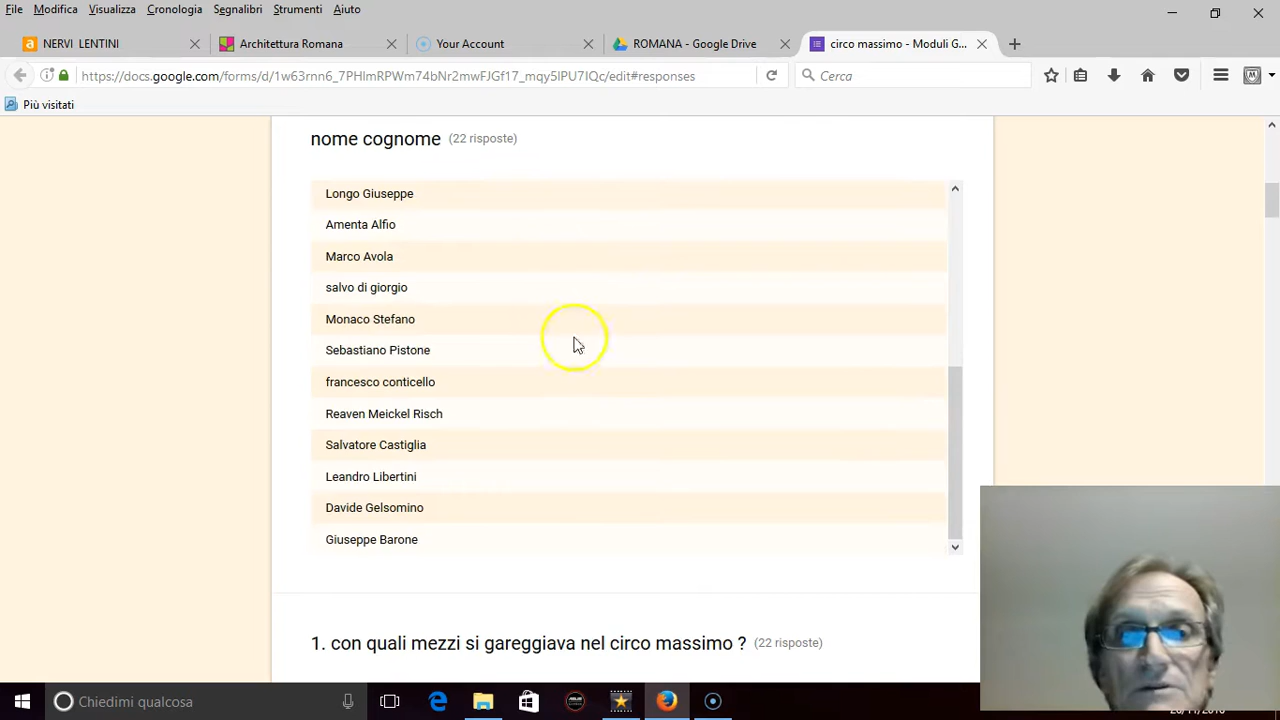 File Modifica Visualizza Cronologia Segnalibri Strumenti Aiuto
NERVI LENTINI
Architettura Romana
Your Account
ROMANA - Google Drive
circo massimo - Moduli G...
https://docs.google.com/forms/d/1w63rnn6_7PHlmRPWm74bNr2mwFJGf17_mqy5lPU7IQc/edit#responses
Cerca
Più visitati
nome cognome (22 risposte)
Longo Giuseppe
Amenta Alfio
Marco Avola
salvo di giorgio
Monaco Stefano
Sebastiano Pistone
francesco conticello
Reaven Meickel Risch
Salvatore Castiglia
Leandro Libertini
Davide Gelsomino
Giuseppe Barone
1. con quali mezzi si gareggiava nel circo massimo ? (22 risposte)
Chiedimi qualcosa